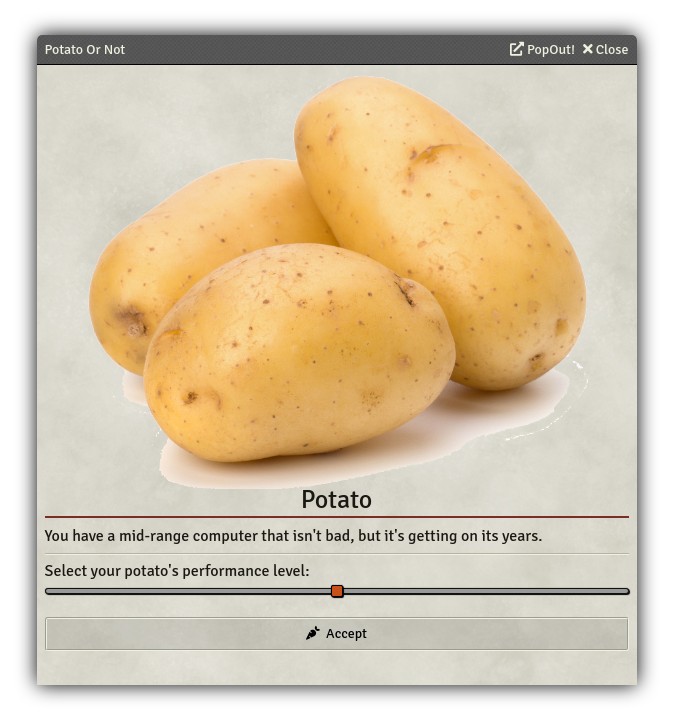 Potato Or Not
PopOut! Close
Potato
You have a mid-range computer that isn't bad, but it's getting on its years.
Select your potato's performance level:
Accept